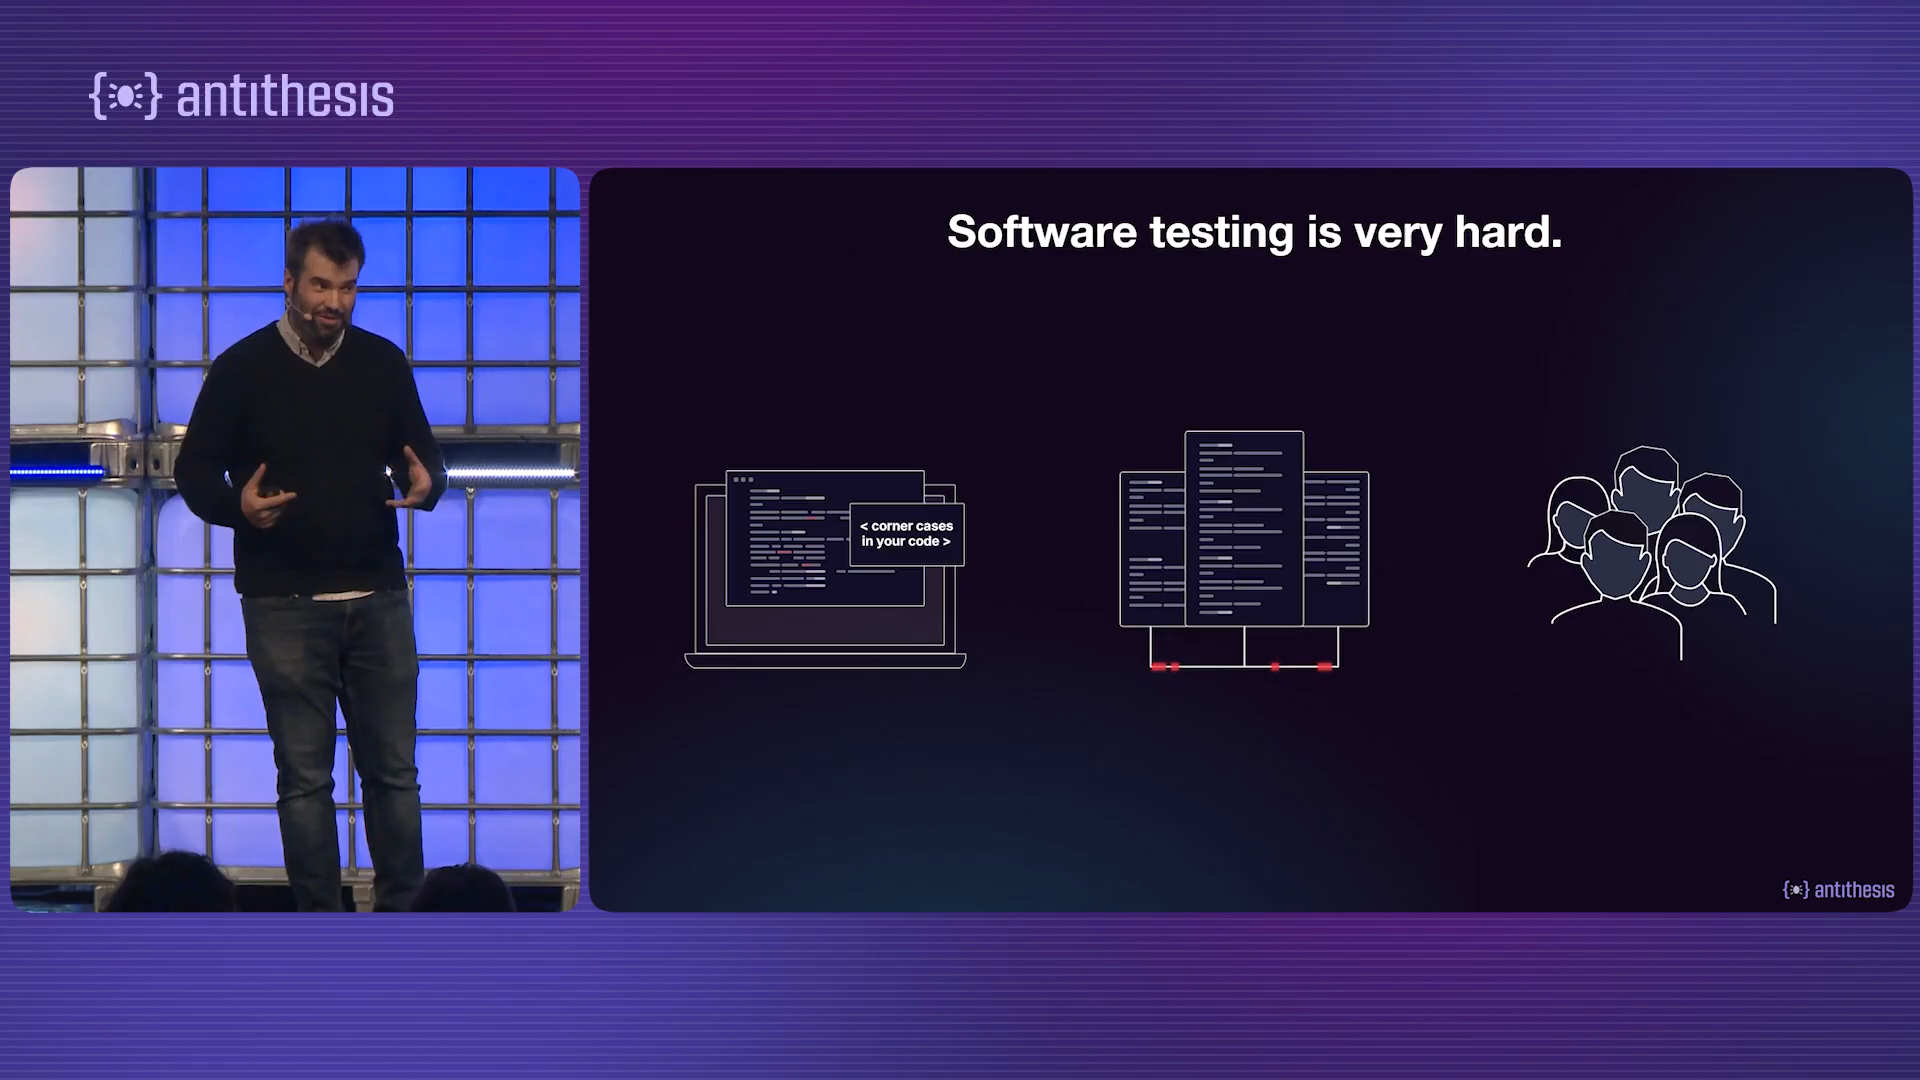 antithesis
Software testing is very hard.
< corner cases
in your code >
antithesis